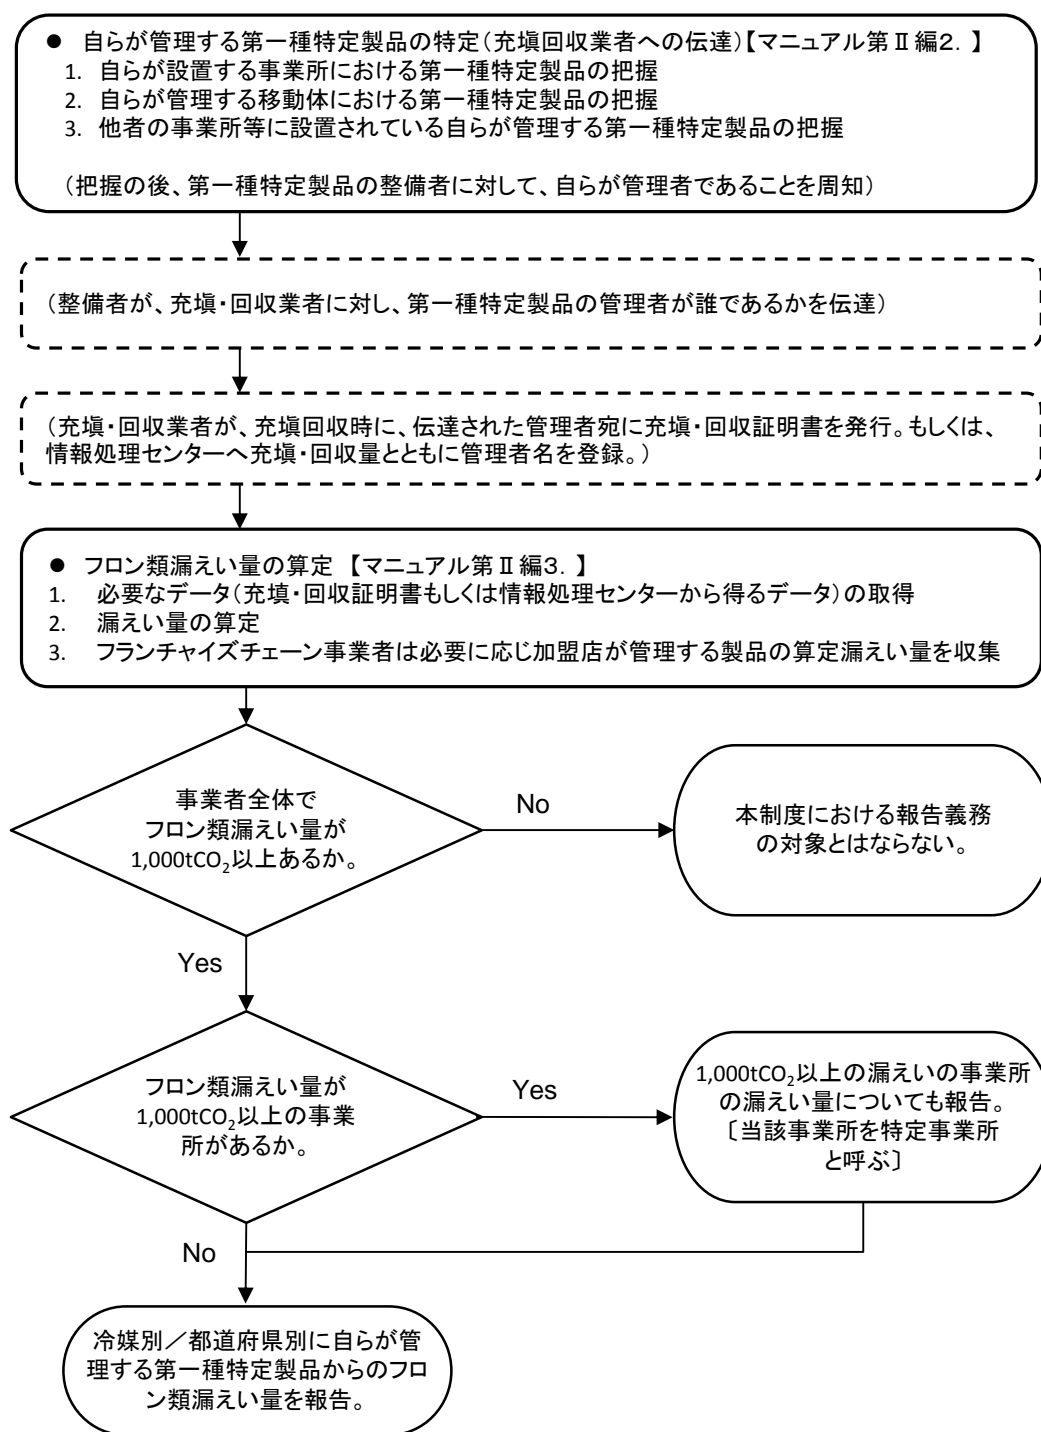 ● 自らが管理する第一種特定製品の特定（充塡回収業者への伝達）【マニュアル第Ⅱ編２．】
1. 自らが設置する事業所における第一種特定製品の把握
2. 自らが管理する移動体における第一種特定製品の把握
3. 他者の事業所等に設置されている自らが管理する第一種特定製品の把握
（把握の後、第一種特定製品の整備者に対して、自らが管理者であることを周知）
（整備者が、充塡・回収業者に対し、第一種特定製品の管理者が誰であるかを伝達）
（充塡・回収業者が、充塡回収時に、伝達された管理者宛に充塡・回収証明書を発行。もしくは、
情報処理センターへ充塡・回収量とともに管理者名を登録。）
● フロン類漏えい量の算定 【マニュアル第Ⅱ編３．】
1. 必要なデータ（充塡・回収証明書もしくは情報処理センターから得るデータ）の取得
2. 漏えい量の算定
3. フランチャイズチェーン事業者は必要に応じ加盟店が管理する製品の算定漏えい量を収集
事業者全体で
フロン類漏えい量が
1,000tCO₂以上あるか。
No
本制度における報告義務
の対象とはならない。
Yes
フロン類漏えい量が
1,000tCO₂以上の事業
所があるか。
Yes
1,000tCO₂以上の漏えいの事業所
の漏えい量についても報告。
〔当該事業所を特定事業所
と呼ぶ〕
No
冷媒別／都道府県別に自らが管
理する第一種特定製品からのフロ
ン類漏えい量を報告。